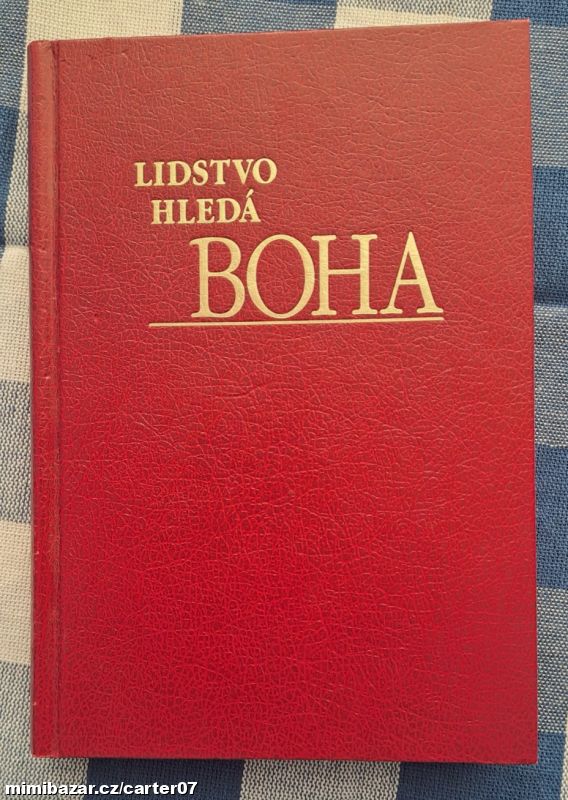 LIDSTVO
HLEDÁ
BOHA
mimibazar.cz/carter07